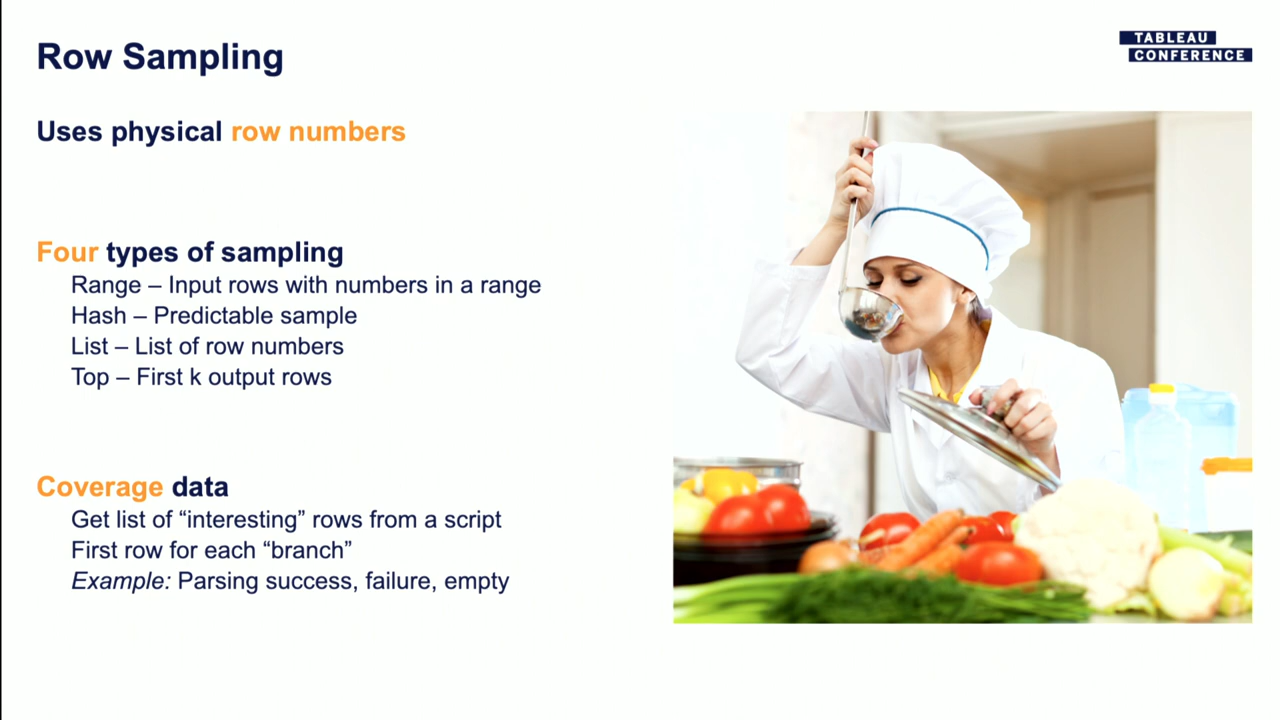 Row Sampling
TABLEAU
CONFERENCE
Uses physical row numbers
Four types of sampling
Range – Input rows with numbers in a range
Hash – Predictable sample
List – List of row numbers
Top – First k output rows
Coverage data
Get list of “interesting” rows from a script
First row for each “branch”
Example: Parsing success, failure, empty